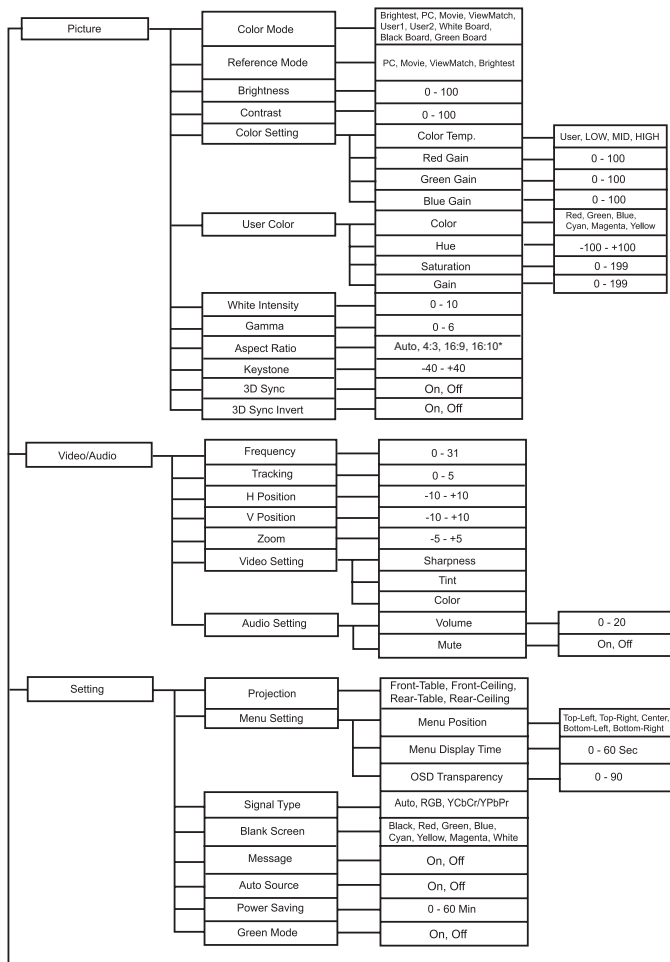 Picture
Color Mode
Brightest, PC, Movie, ViewMatch,
User1, User2, White Board,
Black Board, Green Board
Reference Mode
PC, Movie, ViewMatch, Brightest
Brightness
0 - 100
Contrast
0 - 100
Color Setting
Color Temp.
User, LOW, MID, HIGH
Red Gain
0 - 100
Green Gain
0 - 100
Blue Gain
0 - 100
User Color
Color
Red, Green, Blue,
Cyan, Magenta, Yellow
Hue
-100 - +100
Saturation
0 - 199
Gain
0 - 199
White Intensity
0 - 10
Gamma
0 - 6
Aspect Ratio
Auto, 4:3, 16:9, 16:10*
Keystone
-40 - +40
3D Sync
On, Off
3D Sync Invert
On, Off
Video/Audio
Frequency
0 - 31
Tracking
0 - 5
H Position
-10 - +10
V Position
-10 - +10
Zoom
-5 - +5
Video Setting
Sharpness
Tint
Color
Audio Setting
Volume
0 - 20
Mute
On, Off
Setting
Projection
Front-Table, Front-Ceiling,
Rear-Table, Rear-Ceiling
Menu Setting
Menu Position
Top-Left, Top-Right, Center,
Bottom-Left, Bottom-Right
Menu Display Time
0 - 60 Sec
OSD Transparency
0 - 90
Signal Type
Auto, RGB, YCbCr/YPbPr
Blank Screen
Black, Red, Green, Blue,
Cyan, Yellow, Magenta, White
Message
On, Off
Auto Source
On, Off
Power Saving
0 - 60 Min
Green Mode
On, Off